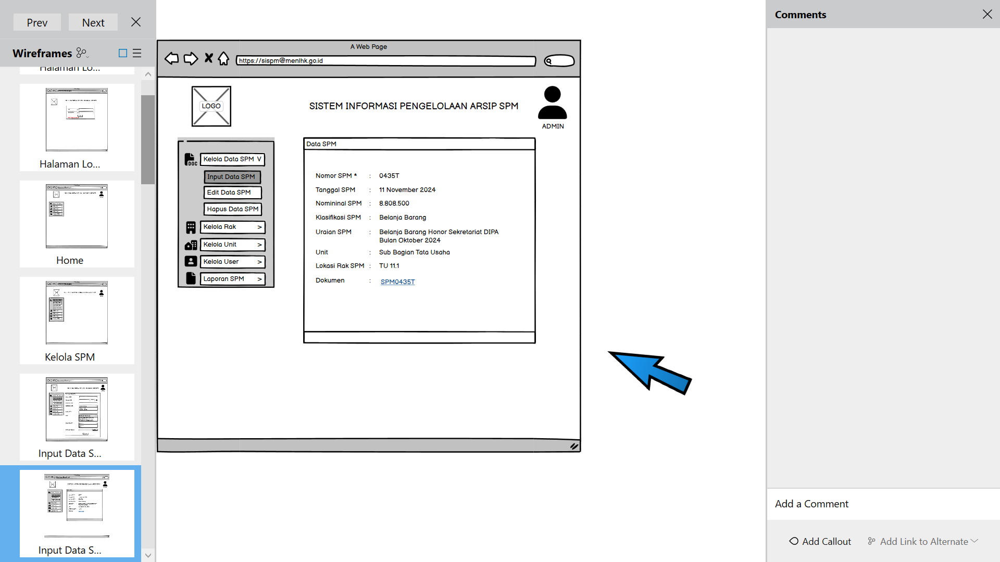 Prev
Next
Wireframes
Halaman Lo...
Halaman Lo...
Home
Kelola SPM
Input Data S...
Input Data S...
A Web Page
https://sispm@menlhk.go.id
LOGO
SISTEM INFORMASI PENGELOLAAN ARSIP SPM
ADMIN
DOC
Kelola Data SPM V
Input Data SPM
Edit Data SPM
Hapus Data SPM
Kelola Rak >
Kelola Unit >
Kelola User >
Laporan SPM >
Data SPM
Nomor SPM * : 0435T
Tanggal SPM : 11 November 2024
Nomininal SPM : 8.808.500
Klasifikasi SPM : Belanja Barang
Uraian SPM : Belanja Barang Honor Sekretariat DIPA
Bulan Oktober 2024
Unit : Sub Bagian Tata Usaha
Lokasi Rak SPM : TU 11.1
Dokumen : SPM0435T
Comments
Add a Comment
Add Callout
Add Link to Alternate